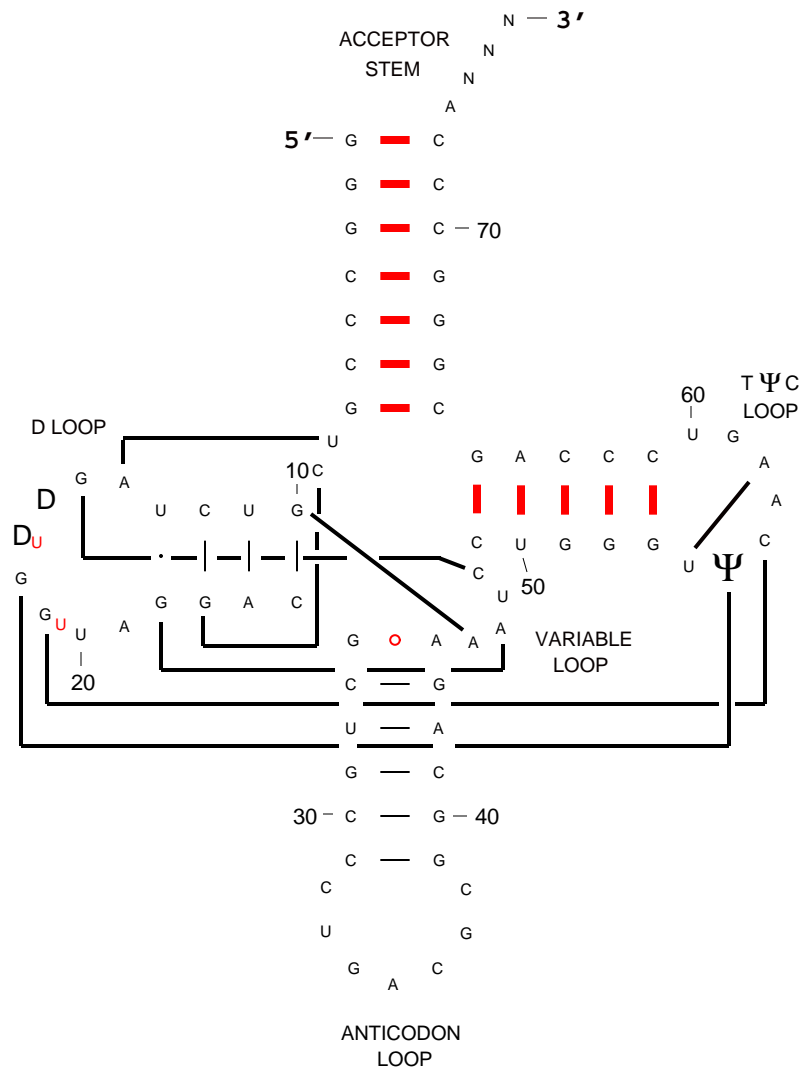 N — 3′
ACCEPTOR
STEM
N
N
A
5′ — G C
G C
G C — 70
C G
C G
C G
G C
60
T Ψ C
LOOP
D LOOP
U
U G
G A C C C
A
10
C
G A
D
U C U G
A
D U
C U G G G
C
U Ψ
C
50
G
U
G G A C
G U U A
A
G A A
VARIABLE
LOOP
20
C G
U A
G C
30 C G 40
C G
C C
U G
G C
A
ANTICODON
LOOP